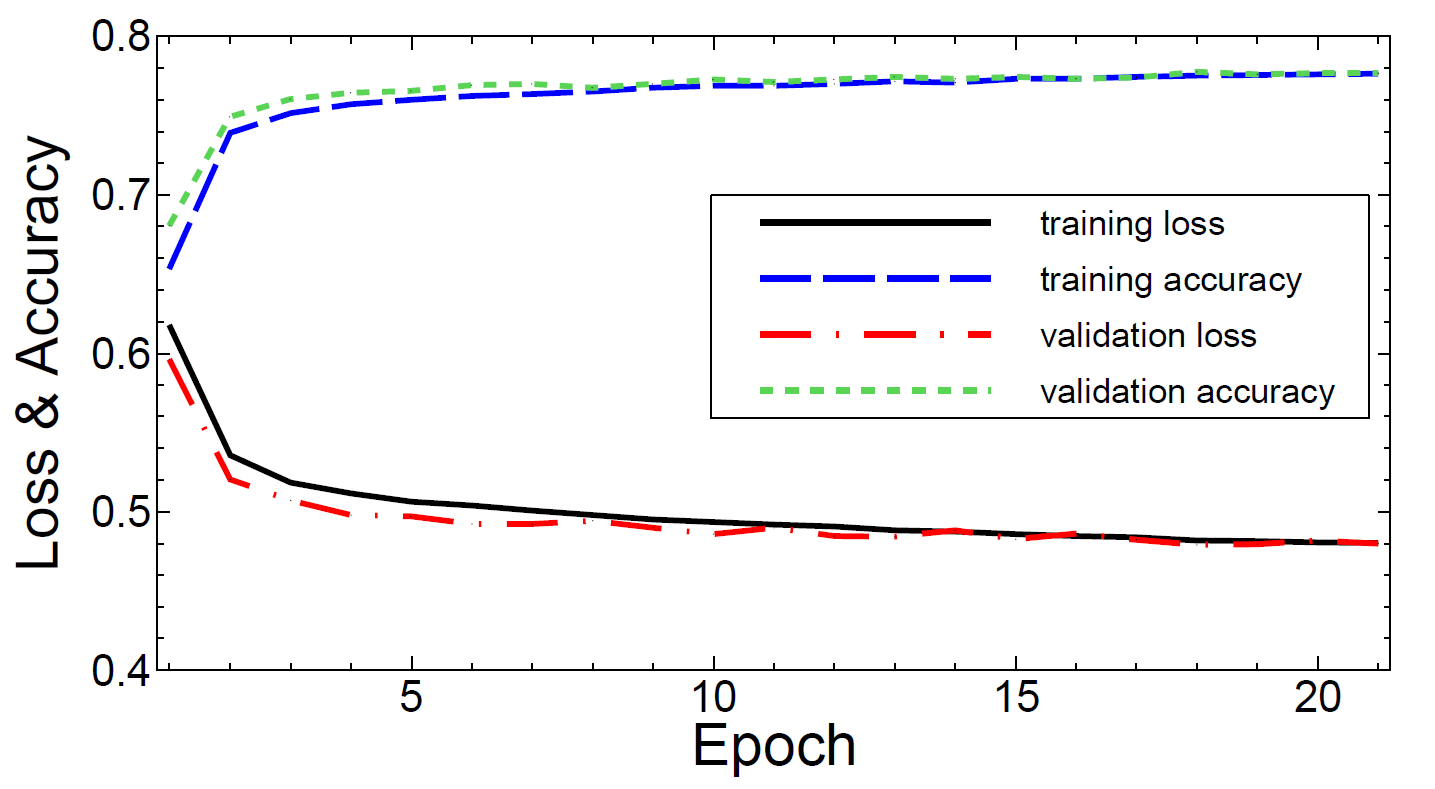 0.8
0.7
0.6
0.5
0.4
Loss & Accuracy
training loss
training accuracy
validation loss
validation accuracy
5 10 15 20
Epoch